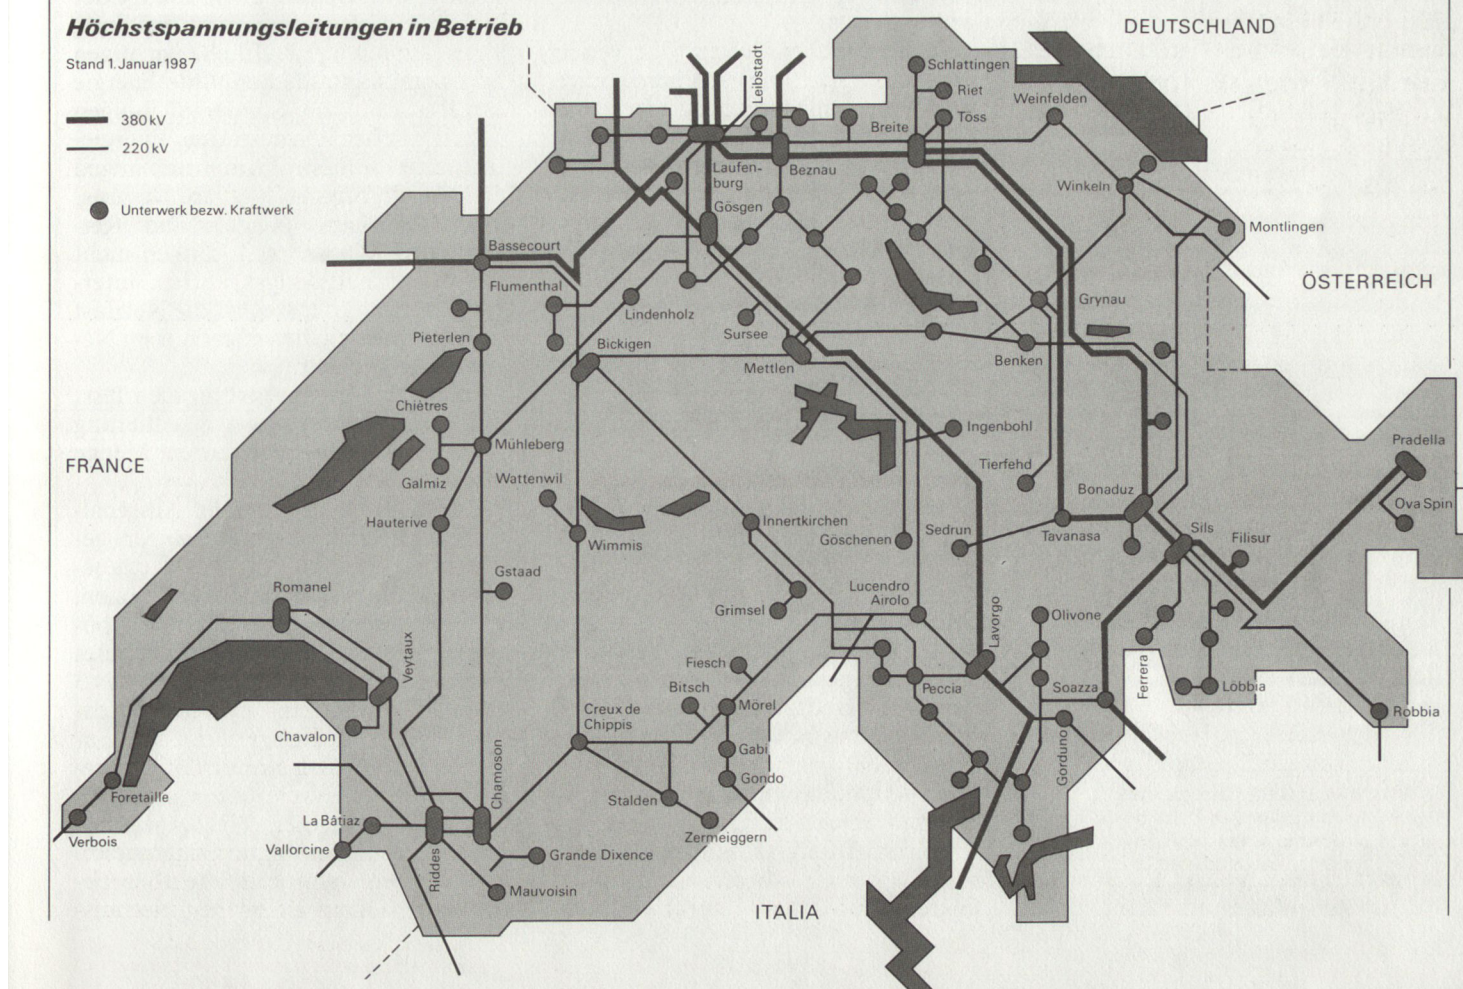 Höchstspannungsleitungen in Betrieb
Stand 1. Januar 1987
380 kV
220 kV
Unterwerk bezw. Kraftwerk
DEUTSCHLAND
ÖSTERREICH
FRANCE
ITALIA
Leibstadt
Schlattingen
Riet
Töss
Weinfelden
Breite
Laufen-
burg
Beznau
Winkeln
Montlingen
Gösgen
Bassecourt
Flumenthal
Lindenholz
Sursee
Grynau
Pieterlen
Bickigen
Mettlen
Benken
Chiètres
Mühleberg
Galmiz
Ingenbohl
Tierfehd
Pradella
Wattenwil
Bonaduz
Ova Spin
Hauterive
Wimmis
Innertkirchen
Göschenen
Sedrun
Tavanasa
Sils
Filisur
Gstaad
Romanel
Grimsel
Lucendro
Airolo
Lavorgo
Olivone
Veytaux
Fiesch
Bitsch
Peccia
Soazza
Ferrera
Löbbia
Robbia
Chavalon
Creux de
Chippis
Mörel
Gorduno
Chamoson
Gabi
Gondo
Foretaille
Stalden
Verbois
La Bâtiaz
Zermeiggern
Vallorcine
Riddes
Grande Dixence
Mauvoisin